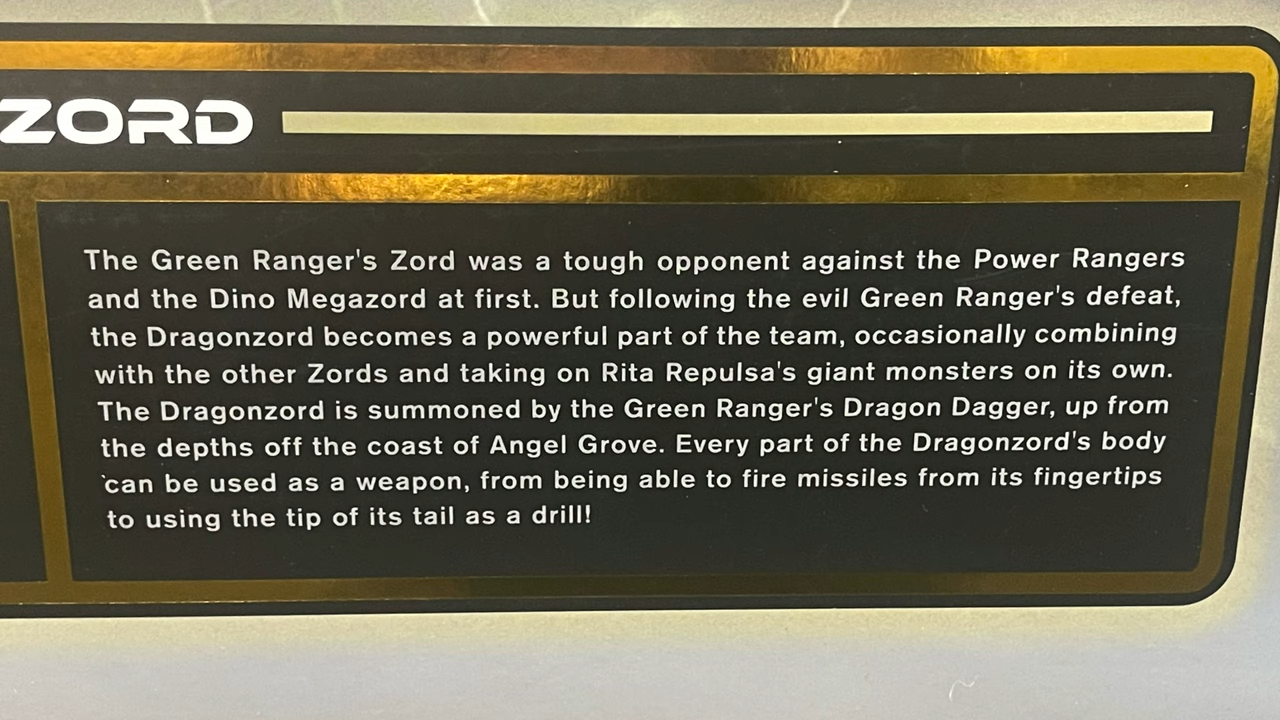 ZORD
The Green Ranger's Zord was a tough opponent against the Power Rangers
and the Dino Megazord at first. But following the evil Green Ranger's defeat,
the Dragonzord becomes a powerful part of the team, occasionally combining
with the other Zords and taking on Rita Repulsa's giant monsters on its own.
The Dragonzord is summoned by the Green Ranger's Dragon Dagger, up from
the depths off the coast of Angel Grove. Every part of the Dragonzord's body
can be used as a weapon, from being able to fire missiles from its fingertips
to using the tip of its tail as a drill!